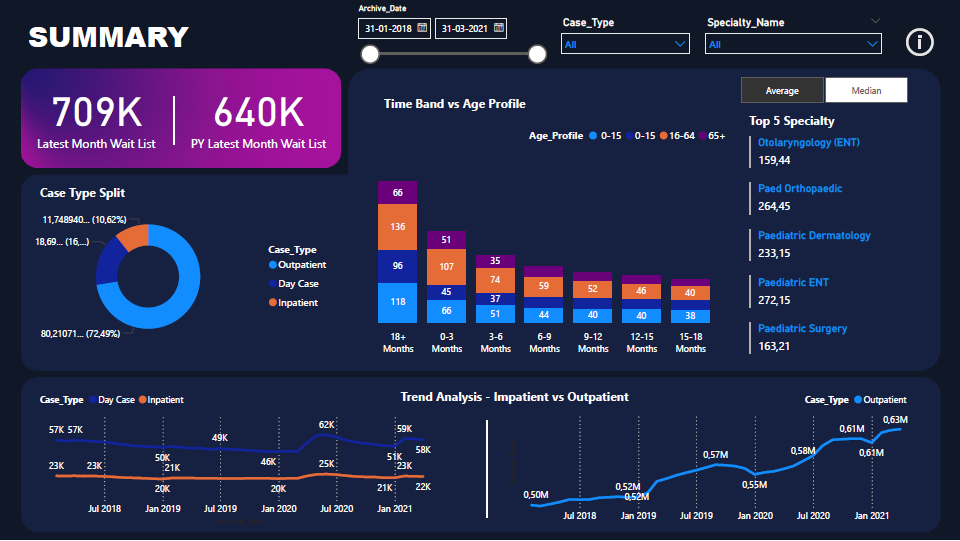 SUMMARY
Archive_Date
31-01-2018
31-03-2021
Case_Type
All
Specialty_Name
All
709K
Latest Month Wait List
640K
PY Latest Month Wait List
Time Band vs Age Profile
Age_Profile 0-15 0-15 16-64 65+
66
136
96
118
18+ Months
51
107
45
66
0-3 Months
35
74
37
51
3-6 Months
59
44
6-9 Months
52
40
9-12 Months
46
40
12-15 Months
40
38
15-18 Months
Average
Median
Top 5 Specialty
Otolaryngology (ENT)
159,44
Paed Orthopaedic
264,45
Paediatric Dermatology
233,15
Paediatric ENT
272,15
Paediatric Surgery
163,21
Case Type Split
11,748940... (10,62%)
18,69... (16,...)
80,21071... (72,49%)
Case_Type
Outpatient
Day Case
Inpatient
Trend Analysis - Impatient vs Outpatient
Case_Type Day Case Inpatient
57K 57K
50K
49K
46K
62K
51K
59K
58K
23K
23K
20K
21K
20K
25K
21K
23K
22K
Jul 2018
Jan 2019
Jul 2019
Jan 2020
Jul 2020
Jan 2021
Case_Type Outpatient
0,50M
0,52M
0,52M
0,57M
0,55M
0,58M
0,61M
0,61M
0,63M
Jul 2018
Jan 2019
Jul 2019
Jan 2020
Jul 2020
Jan 2021